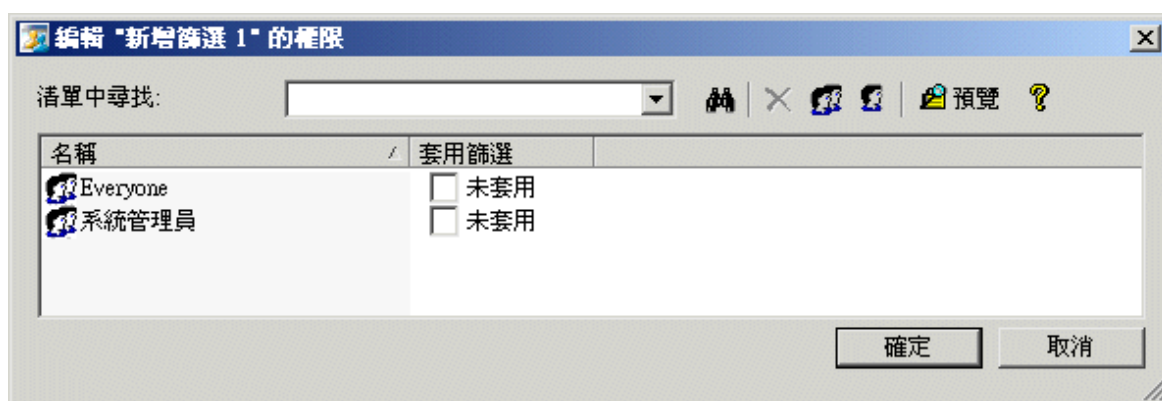 編輯 "新增篩選 1" 的權限
清單中尋找:
預覽
名稱 套用篩選
Everyone 未套用
系統管理員 未套用
確定 取消